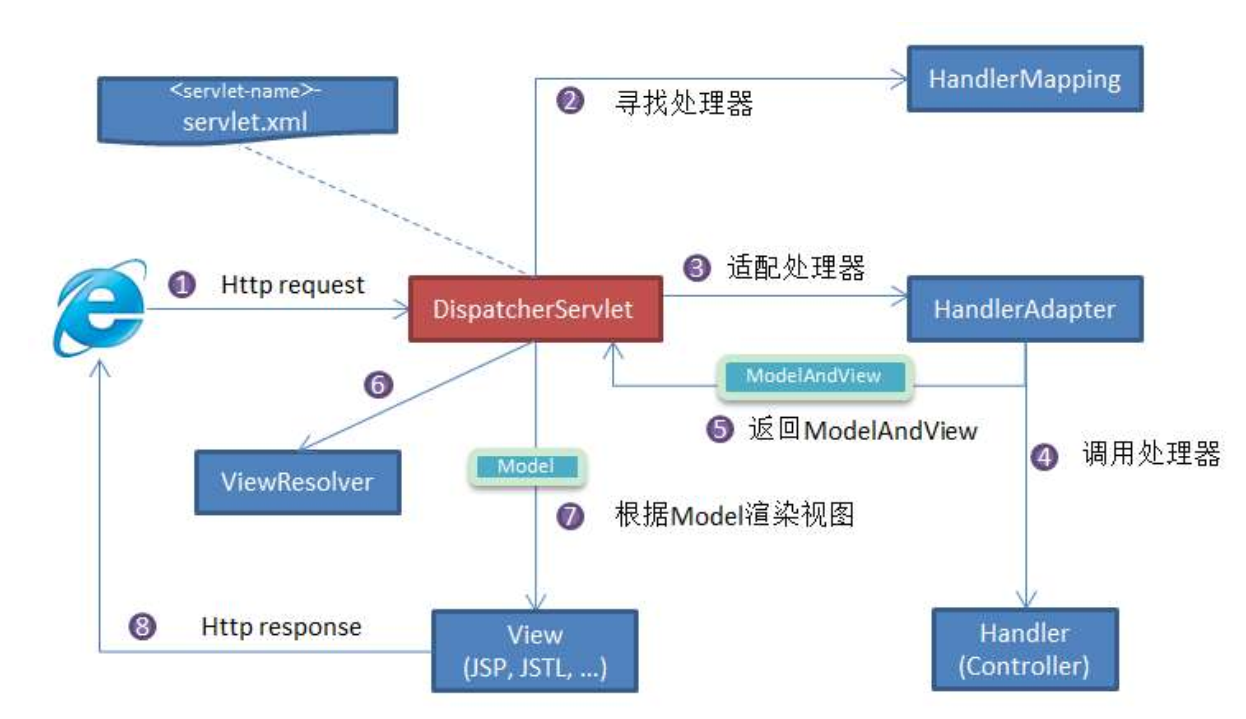 <servlet-name>-
servlet.xml
HandlerMapping
2 寻找处理器
1 Http request
3 适配处理器
DispatcherServlet
HandlerAdapter
ModelAndView
6
5 返回ModelAndView
4 调用处理器
ViewResolver
Model
7 根据Model渲染视图
8 Http response
View
(JSP, JSTL, ...)
Handler
(Controller)